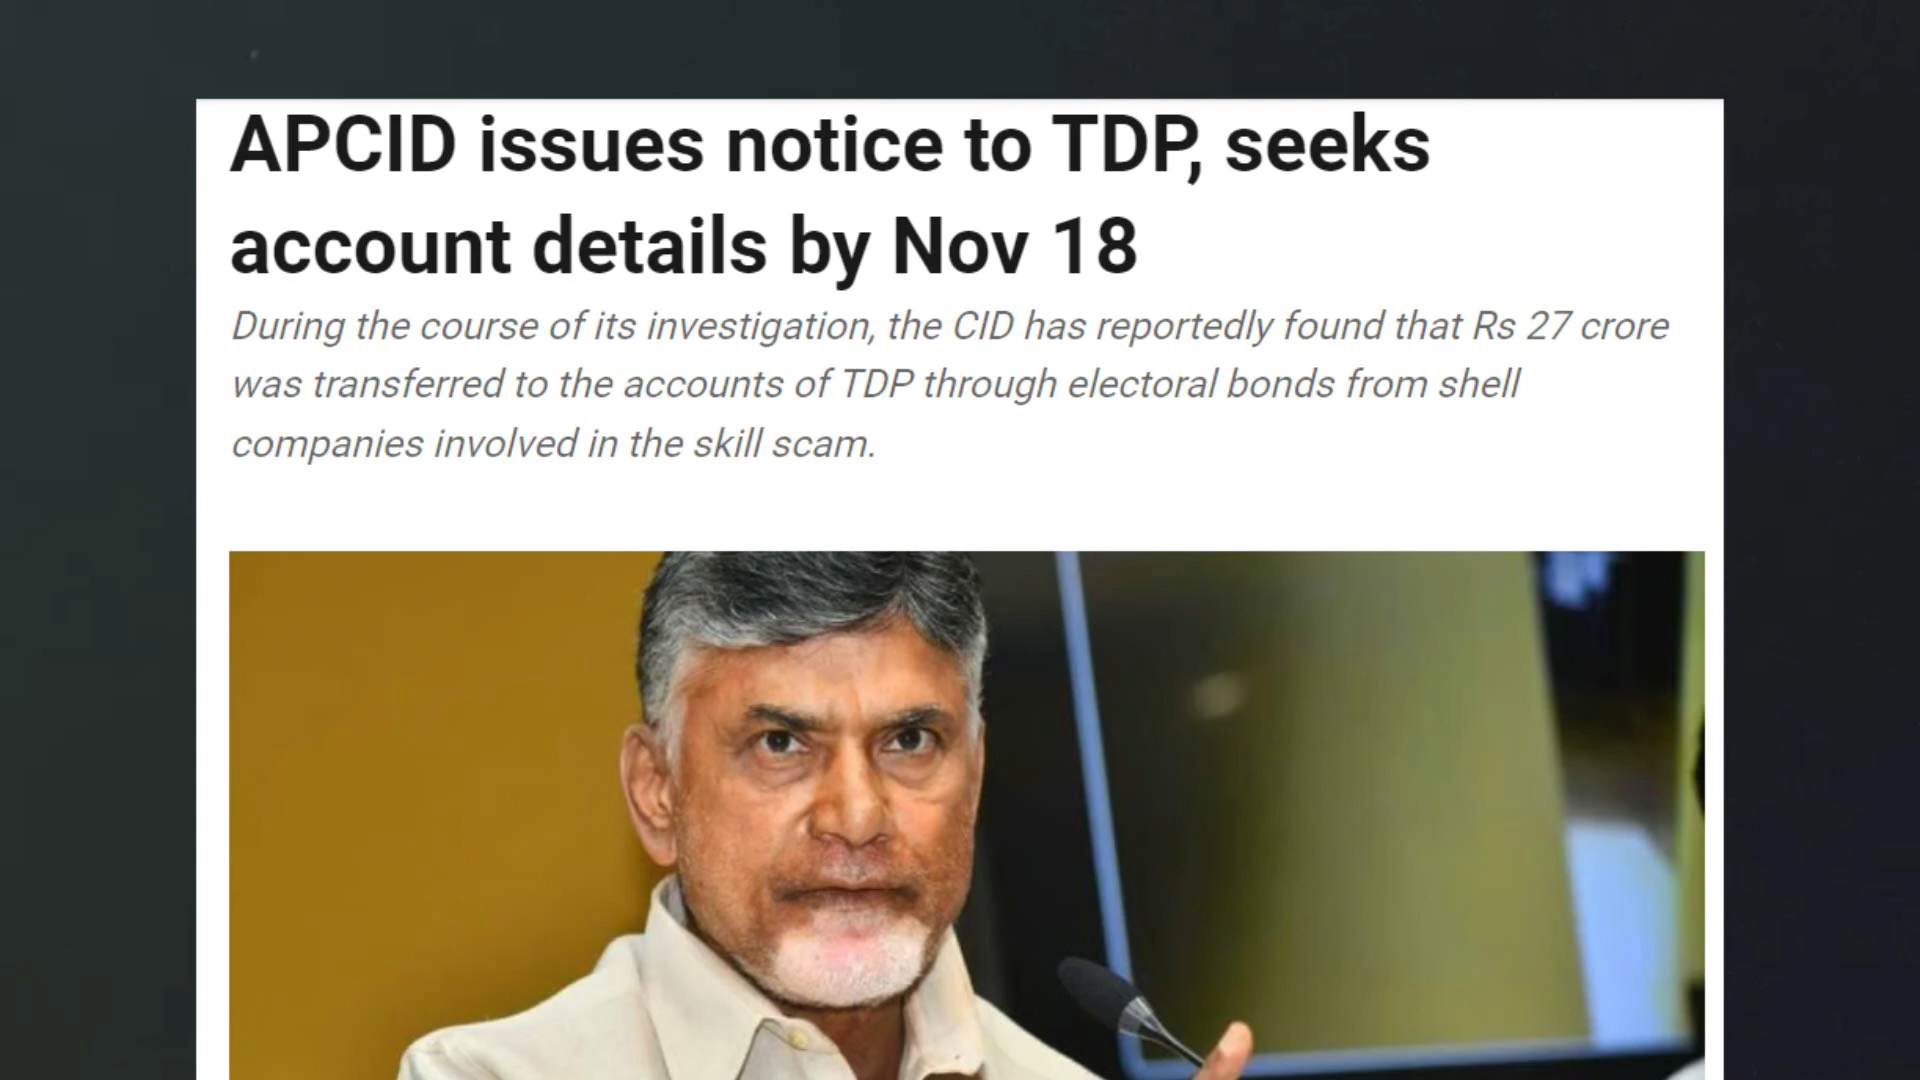 APCID issues notice to TDP, seeks
account details by Nov 18
During the course of its investigation, the CID has reportedly found that Rs 27 crore
was transferred to the accounts of TDP through electoral bonds from shell
companies involved in the skill scam.